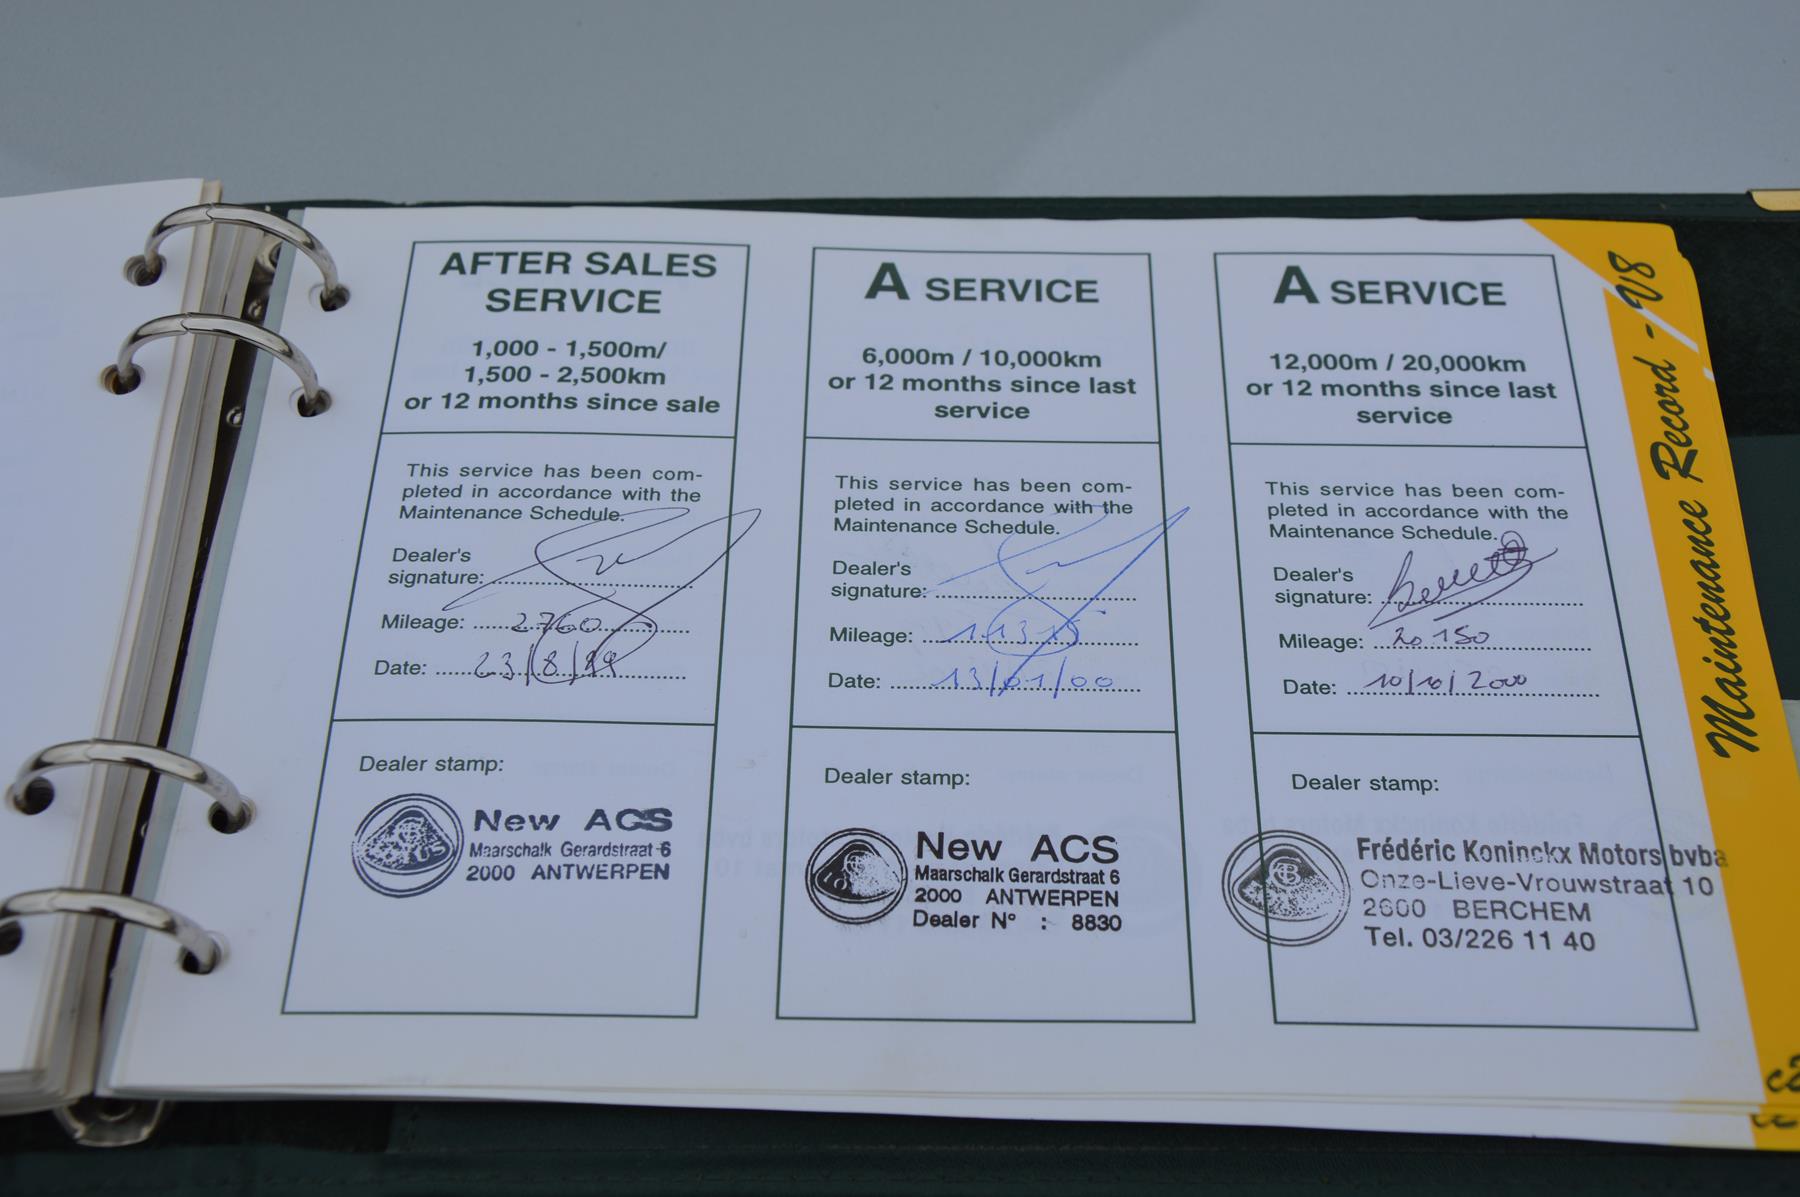 AFTER SALES
SERVICE
1,000 - 1,500m/
1,500 - 2,500km
or 12 months since sale
This service has been com-
pleted in accordance with the
Maintenance Schedule.
Dealer's
signature:
Mileage: 2760
Date: 23/8/99
Dealer stamp:
New ACS
Maarschalk Gerardstraat 6
2000 ANTWERPEN
A SERVICE
6,000m / 10,000km
or 12 months since last
service
This service has been com-
pleted in accordance with the
Maintenance Schedule.
Dealer's
signature:
Mileage: 11315
Date: 13/01/00
Dealer stamp:
New ACS
Maarschalk Gerardstraat 6
2000 ANTWERPEN
Dealer N° : 8830
A SERVICE
12,000m / 20,000km
or 12 months since last
service
This service has been com-
pleted in accordance with the
Maintenance Schedule.
Dealer's
signature:
Mileage: 20 150
Date: 10/10/2000
Dealer stamp:
Frédéric Koninckx Motors bvba
Onze-Lieve-Vrouwstraat 10
2600 BERCHEM
Tel. 03/226 11 40
Maintenance Record - V8